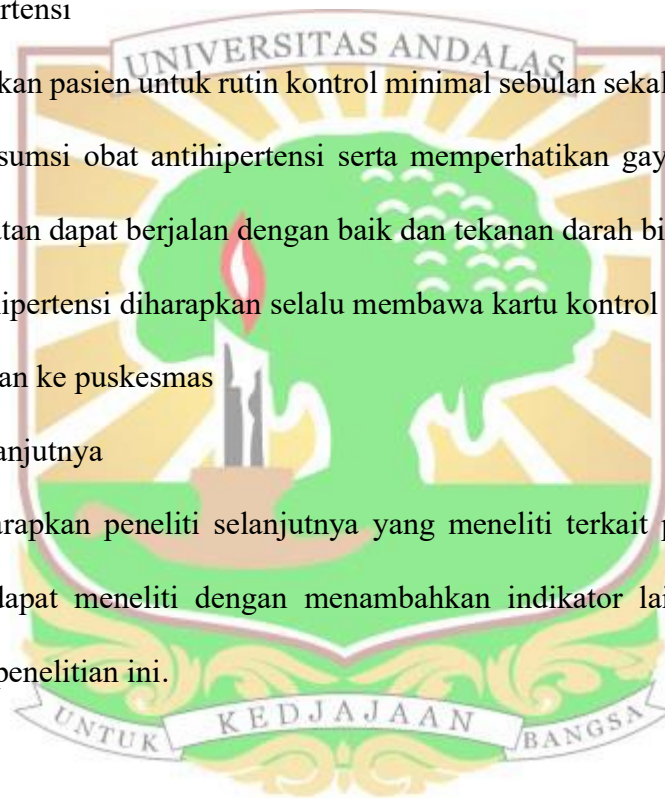 rtensi
UNIVERSITAS ANDALAS
kan pasien untuk rutin kontrol minimal sebulan sekal
sumsi obat antihipertensi serta memperhatikan gay
tan dapat berjalan dengan baik dan tekanan darah bi
ipertensi diharapkan selalu membawa kartu kontrol
an ke puskesmas
anjutnya
arapkan peneliti selanjutnya yang meneliti terkait p
dapat meneliti dengan menambahkan indikator lai
penelitian ini.
UNTUK KEDJAJAAN BANGSA